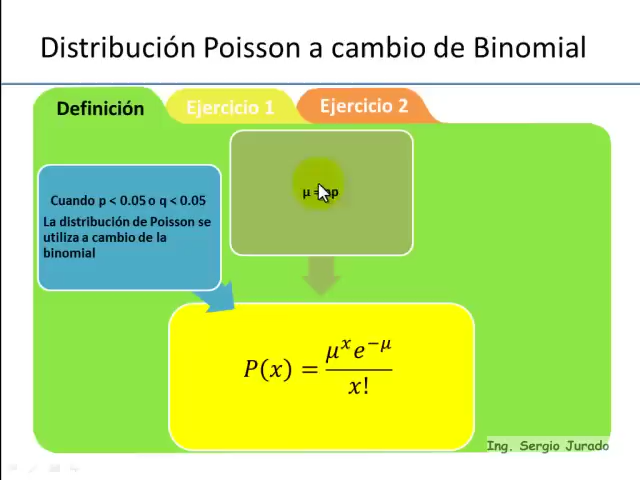 Distribución Poisson a cambio de Binomial
Definición
Ejercicio 1
Ejercicio 2
Cuando p < 0.05 o q < 0.05
La distribución de Poisson se
utiliza a cambio de la
binomial
μ = np
P(x) = μˣe⁻μ / x!
Ing. Sergio Jurado